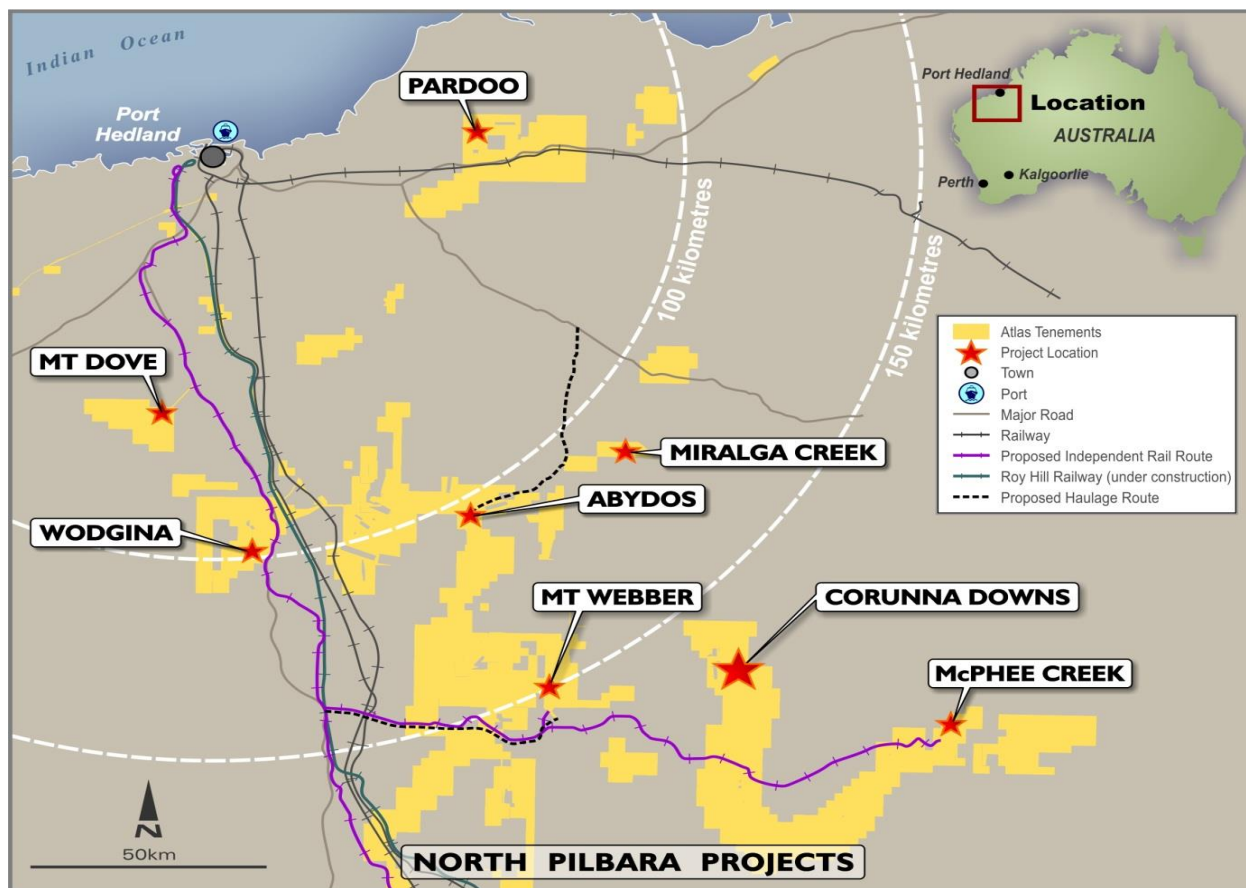 Indian Ocean
Port
Hedland
PARDOO
Port Hedland
Location
AUSTRALIA
Perth
Kalgoorlie
100 kilometres
150 kilometres
MT DOVE
Atlas Tenements
Project Location
Town
Port
Major Road
Railway
Proposed Independent Rail Route
Roy Hill Railway (under construction)
Proposed Haulage Route
MIRALGA CREEK
ABYDOS
WODGINA
MT WEBBER
CORUNNA DOWNS
McPHEE CREEK
N
50km
NORTH PILBARA PROJECTS